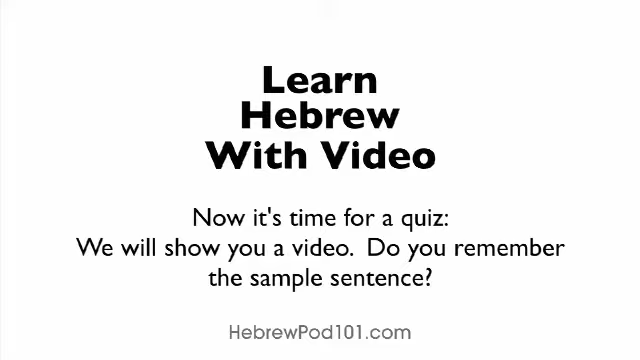 Learn
Hebrew
With Video
Now it's time for a quiz:
We will show you a video. Do you remember
the sample sentence?
HebrewPod101.com